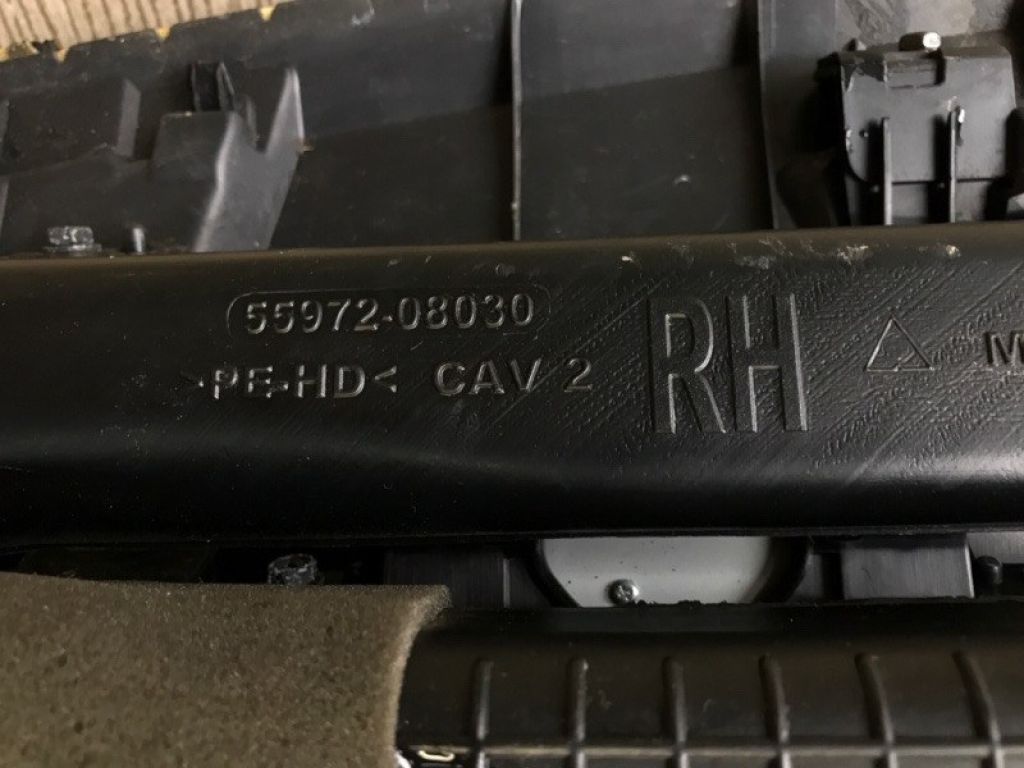 55972-08030
>PE-HD< CAV 2
RH
M